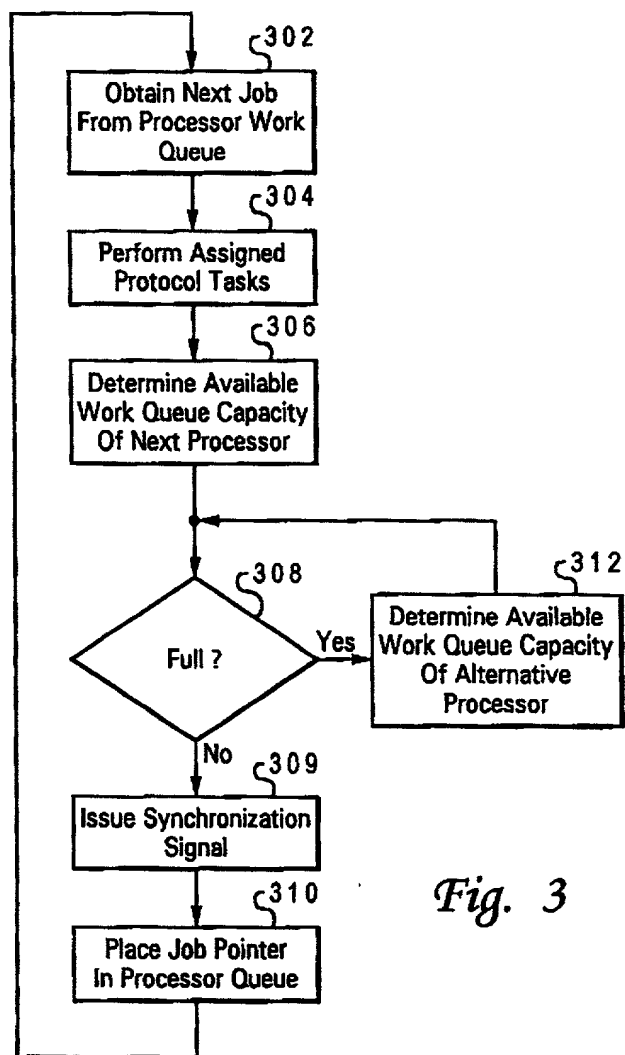 302
Obtain Next Job
From Processor Work
Queue
304
Perform Assigned
Protocol Tasks
306
Determine Available
Work Queue Capacity
Of Next Processor
308
Full ?
Yes
312
Determine Available
Work Queue Capacity
Of Alternative
Processor
No
309
Issue Synchronization
Signal
310
Place Job Pointer
In Processor Queue
Fig. 3